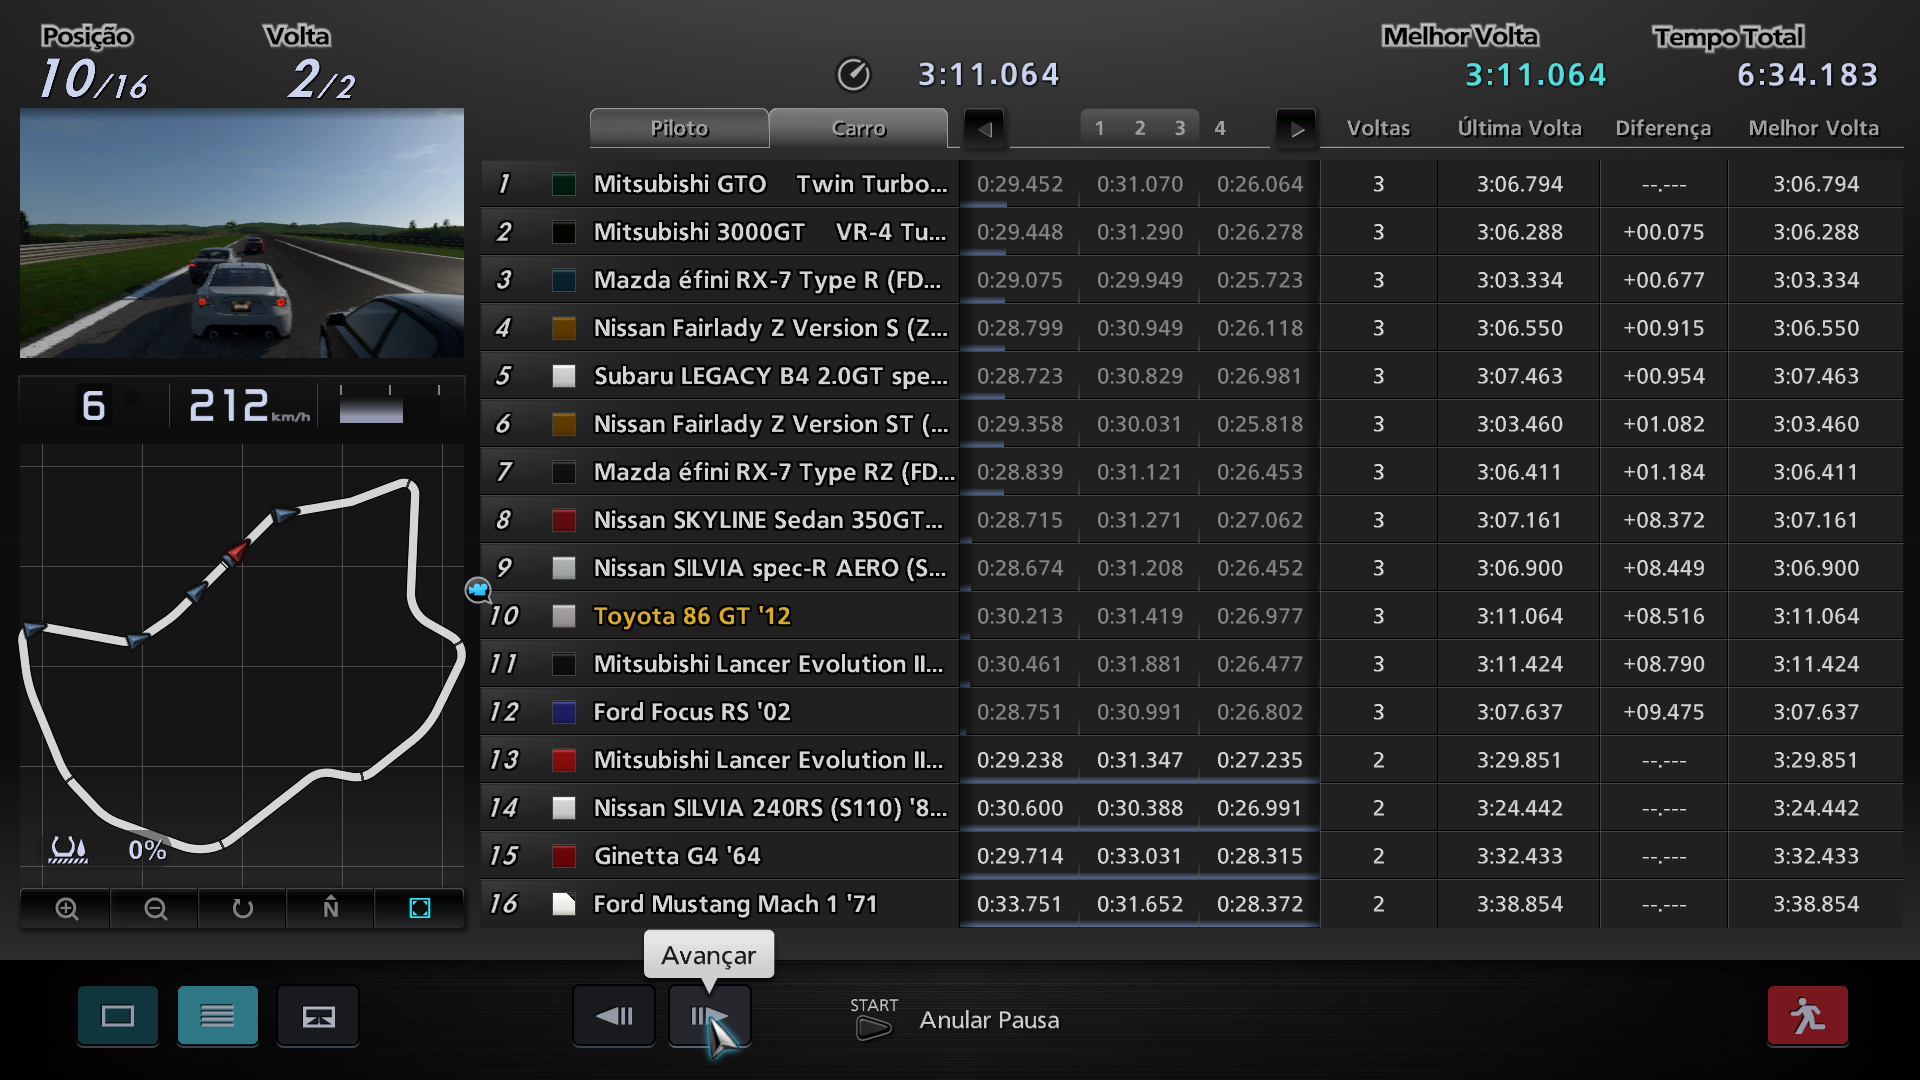 Posição Volta Melhor Volta Tempo Total
10/16 2/2 3:11.064 3:11.064 6:34.183
Piloto Carro 1 2 3 4 Voltas Última Volta Diferença Melhor Volta
1 Mitsubishi GTO Twin Turbo... 0:29.452 0:31.070 0:26.064 3 3:06.794 --.--- 3:06.794
2 Mitsubishi 3000GT VR-4 Tu... 0:29.448 0:31.290 0:26.278 3 3:06.288 +00.075 3:06.288
3 Mazda éfini RX-7 Type R (FD... 0:29.075 0:29.949 0:25.723 3 3:03.334 +00.677 3:03.334
4 Nissan Fairlady Z Version S (Z... 0:28.799 0:30.949 0:26.118 3 3:06.550 +00.915 3:06.550
5 Subaru LEGACY B4 2.0GT spe... 0:28.723 0:30.829 0:26.981 3 3:07.463 +00.954 3:07.463
6 Nissan Fairlady Z Version ST (... 0:29.358 0:30.031 0:25.818 3 3:03.460 +01.082 3:03.460
7 Mazda éfini RX-7 Type RZ (FD... 0:28.839 0:31.121 0:26.453 3 3:06.411 +01.184 3:06.411
8 Nissan SKYLINE Sedan 350GT... 0:28.715 0:31.271 0:27.062 3 3:07.161 +08.372 3:07.161
9 Nissan SILVIA spec-R AERO (S... 0:28.674 0:31.208 0:26.452 3 3:06.900 +08.449 3:06.900
10 Toyota 86 GT '12 0:30.213 0:31.419 0:26.977 3 3:11.064 +08.516 3:11.064
11 Mitsubishi Lancer Evolution II... 0:30.461 0:31.881 0:26.477 3 3:11.424 +08.790 3:11.424
12 Ford Focus RS '02 0:28.751 0:30.991 0:26.802 3 3:07.637 +09.475 3:07.637
13 Mitsubishi Lancer Evolution II... 0:29.238 0:31.347 0:27.235 2 3:29.851 --.--- 3:29.851
14 Nissan SILVIA 240RS (S110) '8... 0:30.600 0:30.388 0:26.991 2 3:24.442 --.--- 3:24.442
15 Ginetta G4 '64 0:29.714 0:33.031 0:28.315 2 3:32.433 --.--- 3:32.433
16 Ford Mustang Mach 1 '71 0:33.751 0:31.652 0:28.372 2 3:38.854 --.--- 3:38.854
6 212 km/h
0%
N
Avançar
START
Anular Pausa